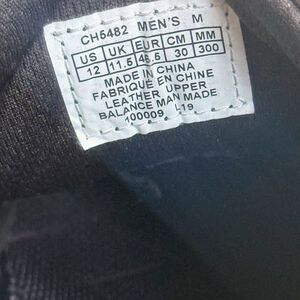 CH5482 MEN'S M
US UK EUR CM MM
12 11.5 46.5 30 300
MADE IN CHINA
FABRIQUE EN CHINE
LEATHER UPPER
BALANCE MAN MADE
100009 L19